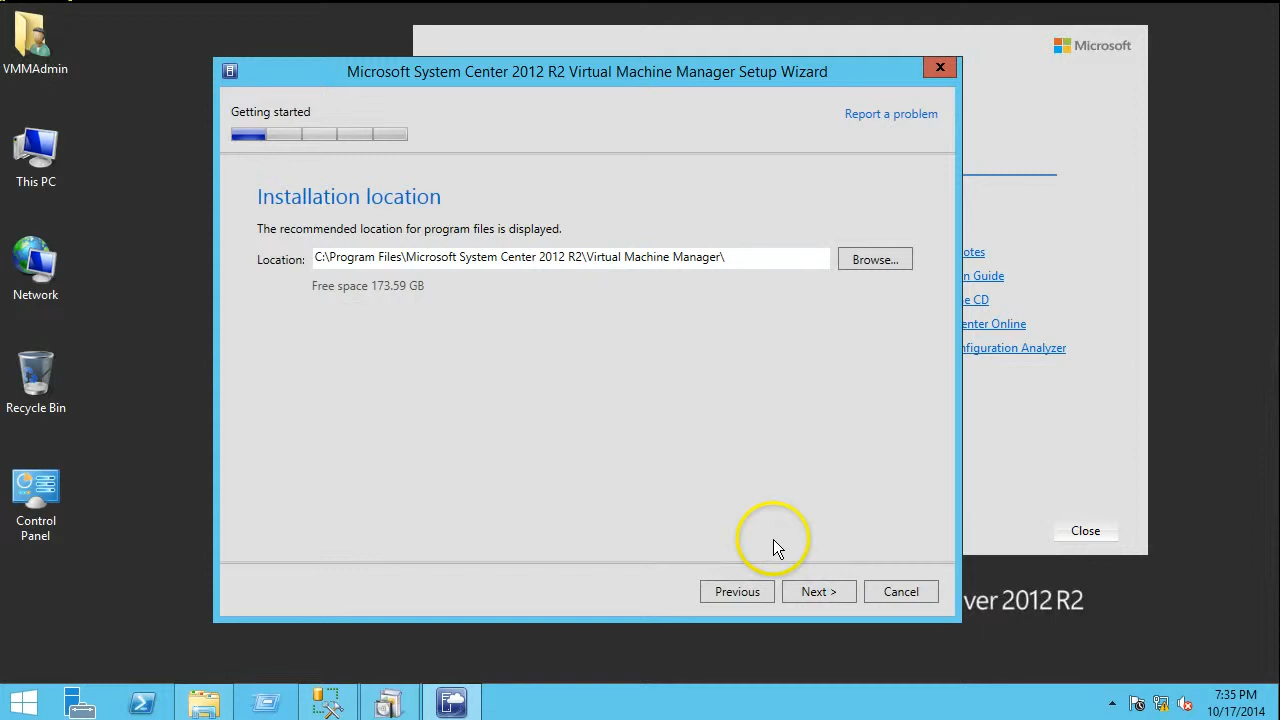 VMMAdmin
This PC
Network
Recycle Bin
Control
Panel
Microsoft
Microsoft System Center 2012 R2 Virtual Machine Manager Setup Wizard
x
Getting started
Report a problem
Installation location
The recommended location for program files is displayed.
Location:
C:\Program Files\Microsoft System Center 2012 R2\Virtual Machine Manager\
Browse...
Free space 173.59 GB
otes
n Guide
e CD
enter Online
nfiguration Analyzer
Close
Previous
Next >
Cancel
ver 2012 R2
7:35 PM
10/17/2014